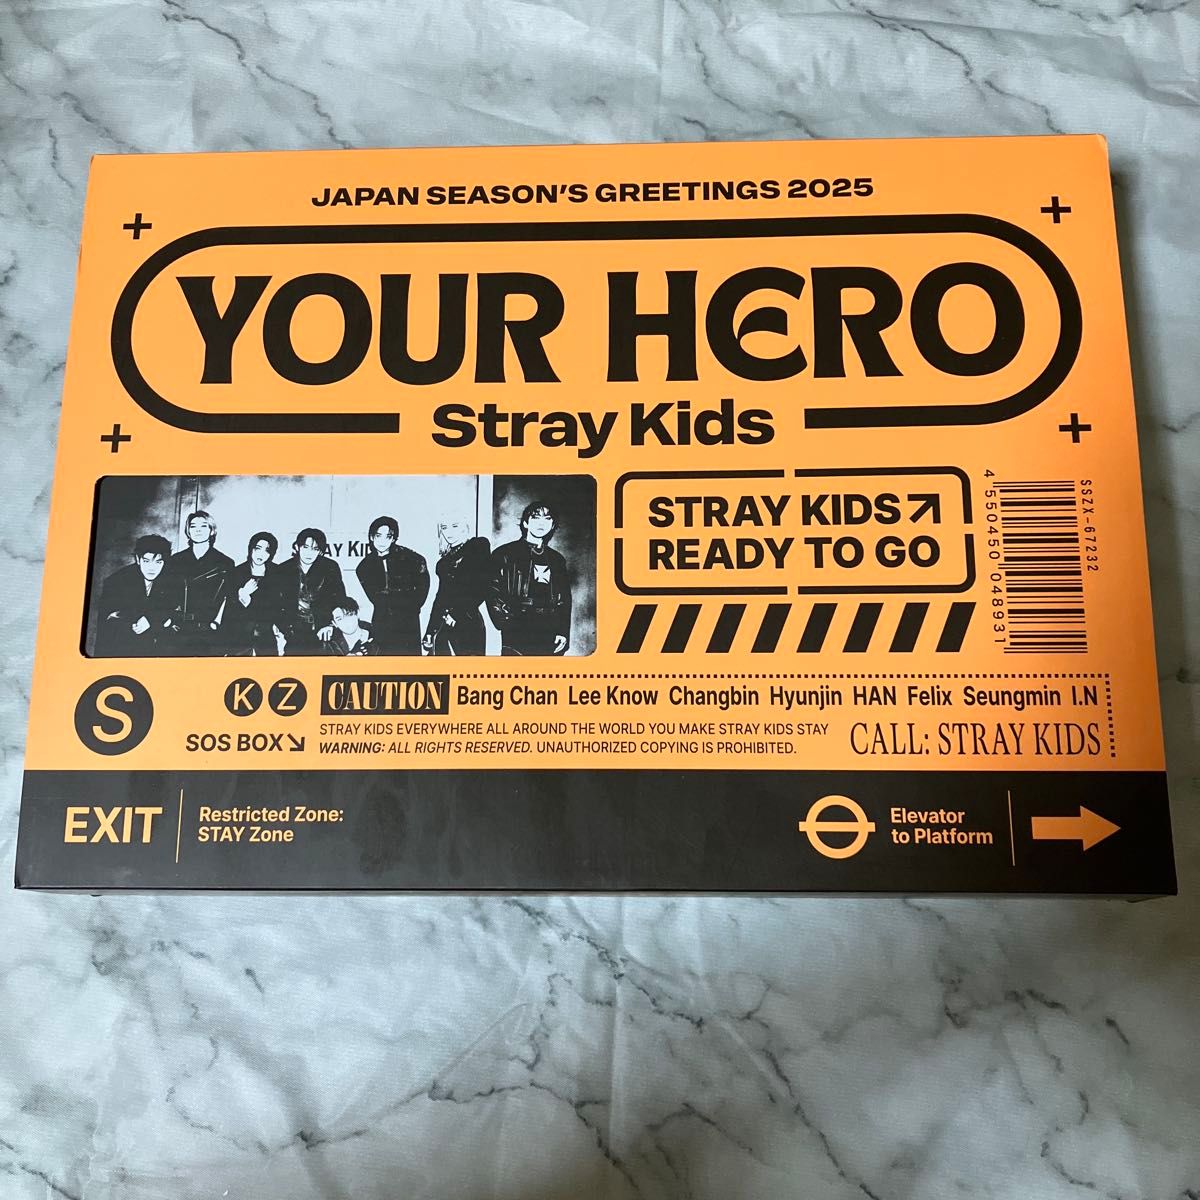 JAPAN SEASON'S GREETINGS 2025
YOUR HERO
Stray Kids
STRAY KIDS↗
READY TO GO
4 550450 048931
SSZX-67232
S
K Z
SOS BOX↘
CAUTION Bang Chan Lee Know Changbin Hyunjin HAN Felix Seungmin I.N
STRAY KIDS EVERYWHERE ALL AROUND THE WORLD YOU MAKE STRAY KIDS STAY
WARNING: ALL RIGHTS RESERVED. UNAUTHORIZED COPYING IS PROHIBITED.
CALL: STRAY KIDS
EXIT
Restricted Zone:
STAY Zone
Elevator
to Platform